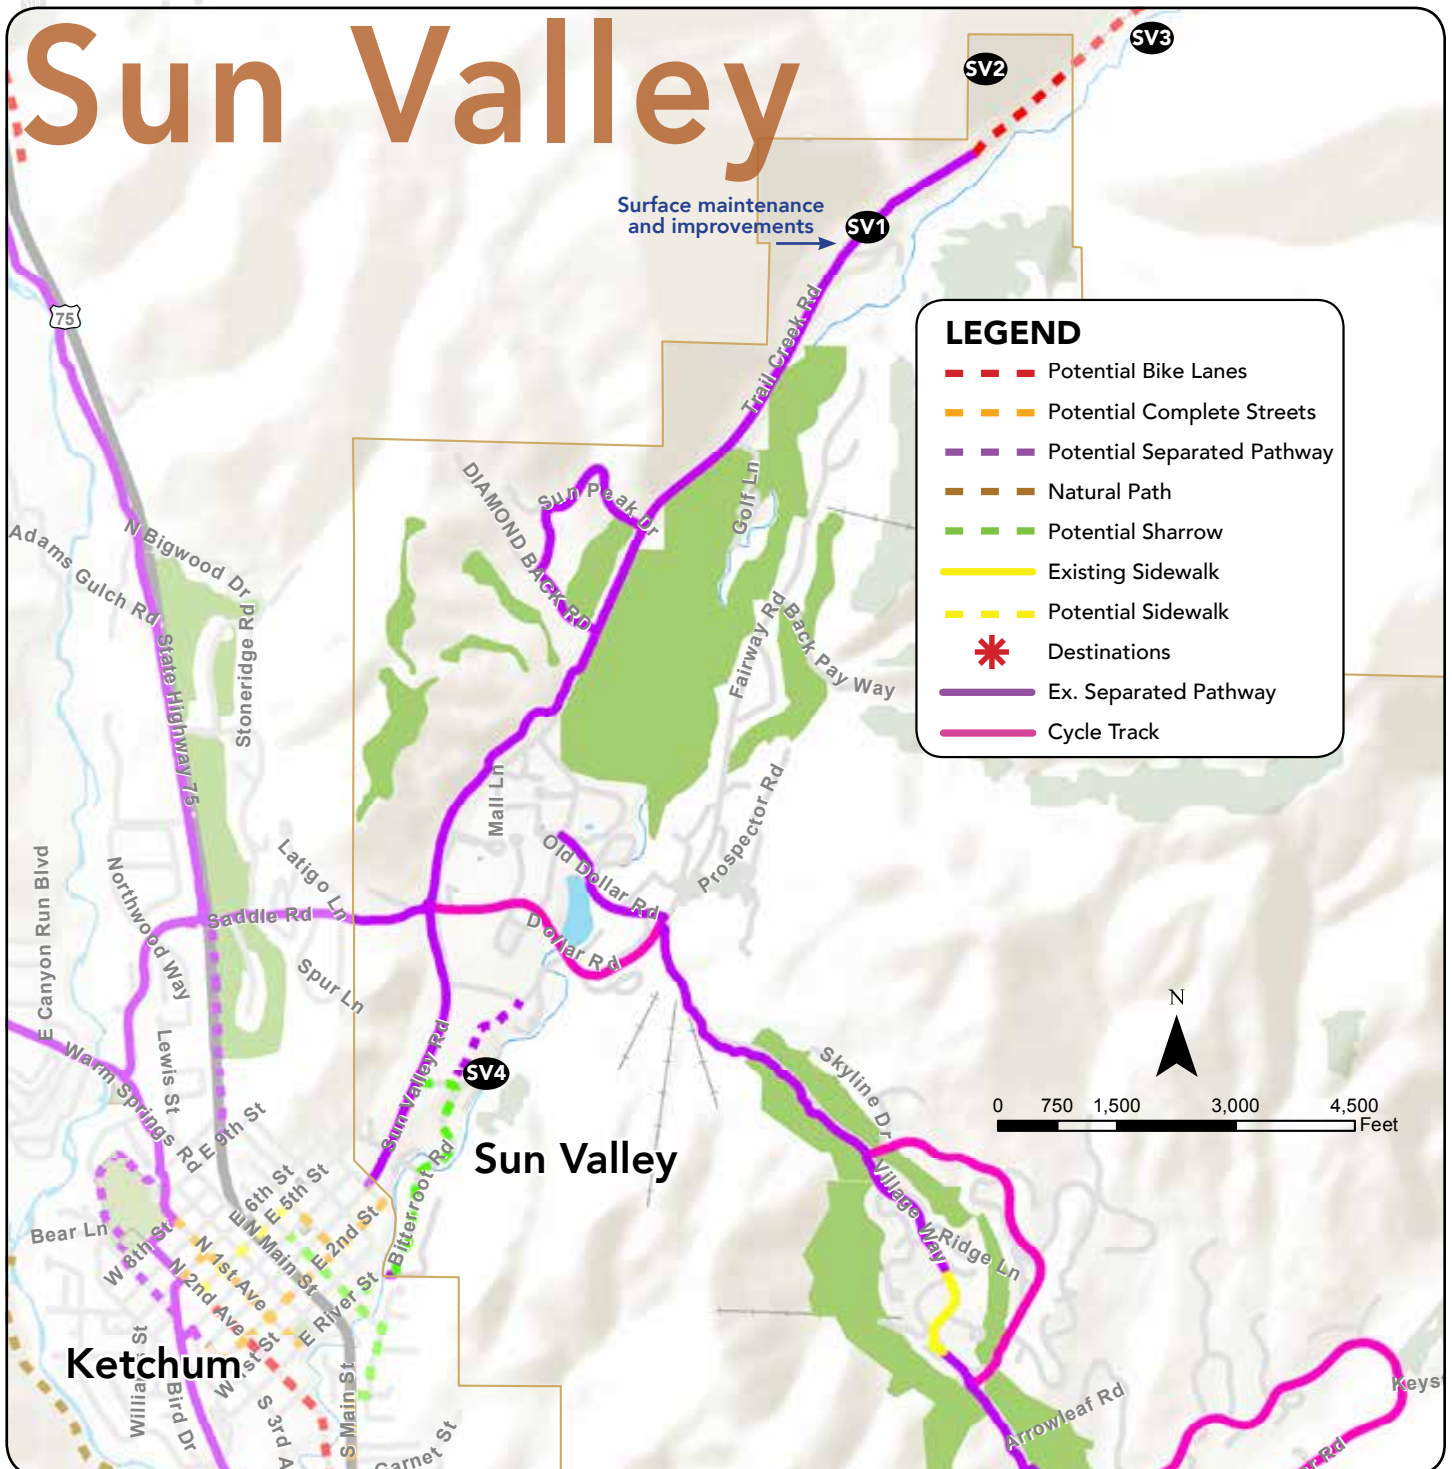 Sun Valley
SV3
SV2
Surface maintenance
and improvements
SV1
75
Trail Creek Rd
LEGEND
Potential Bike Lanes
Potential Complete Streets
Potential Separated Pathway
Natural Path
Potential Sharrow
Existing Sidewalk
Potential Sidewalk
Destinations
Ex. Separated Pathway
Cycle Track
DIAMOND BACK RD
Sun Peak Dr
Golf Ln
N Bigwood Dr
Adams Gulch Rd
Stoneridge Rd
State Highway 75
Fairway Rd
Back Pay Way
Mall Ln
Prospector Rd
Old Dollar Rd
Latigo Ln
Northwood Way
E Canyon Run Blvd
Saddle Rd
Dollar Rd
Spur Ln
N
Lewis St
Warm Springs Rd
Sun Valley Rd
SV4
Skyline Dr
0 750 1,500 3,000 4,500
Feet
E 9th St
Sun Valley
Bitterroot Rd
Village Way
E 6th St
E 5th St
Bear Ln
W 8th St
N Main St
E 2nd St
N 1st Ave
N 2nd Ave
Ridge Ln
E River St
W 1st St
Ketchum
Bird Dr
S 3rd A
S Main St
Garnet St
Arrowleaf Rd
Keys
r Rd